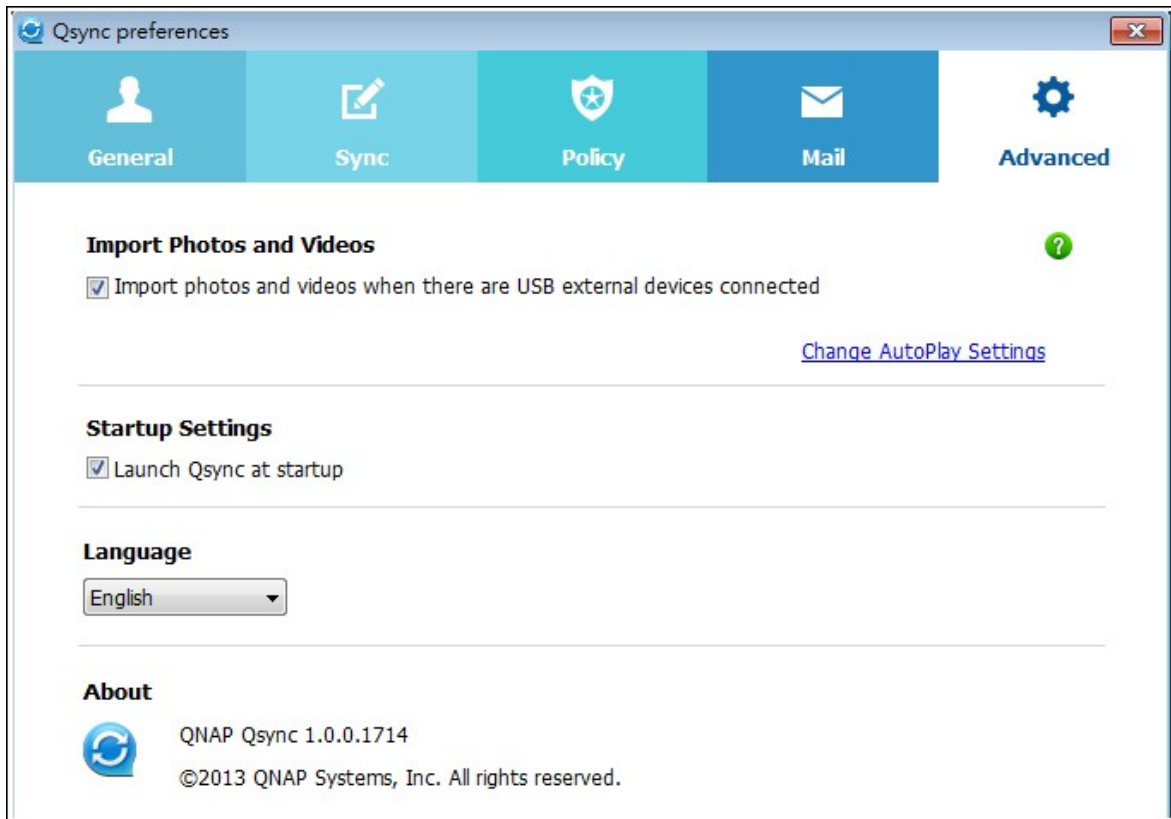 Qsync preferences
General Sync Policy Mail Advanced
Import Photos and Videos
?
Import photos and videos when there are USB external devices connected
Change AutoPlay Settings
Startup Settings
Launch Qsync at startup
Language
English
About
QNAP Qsync 1.0.0.1714
©2013 QNAP Systems, Inc. All rights reserved.